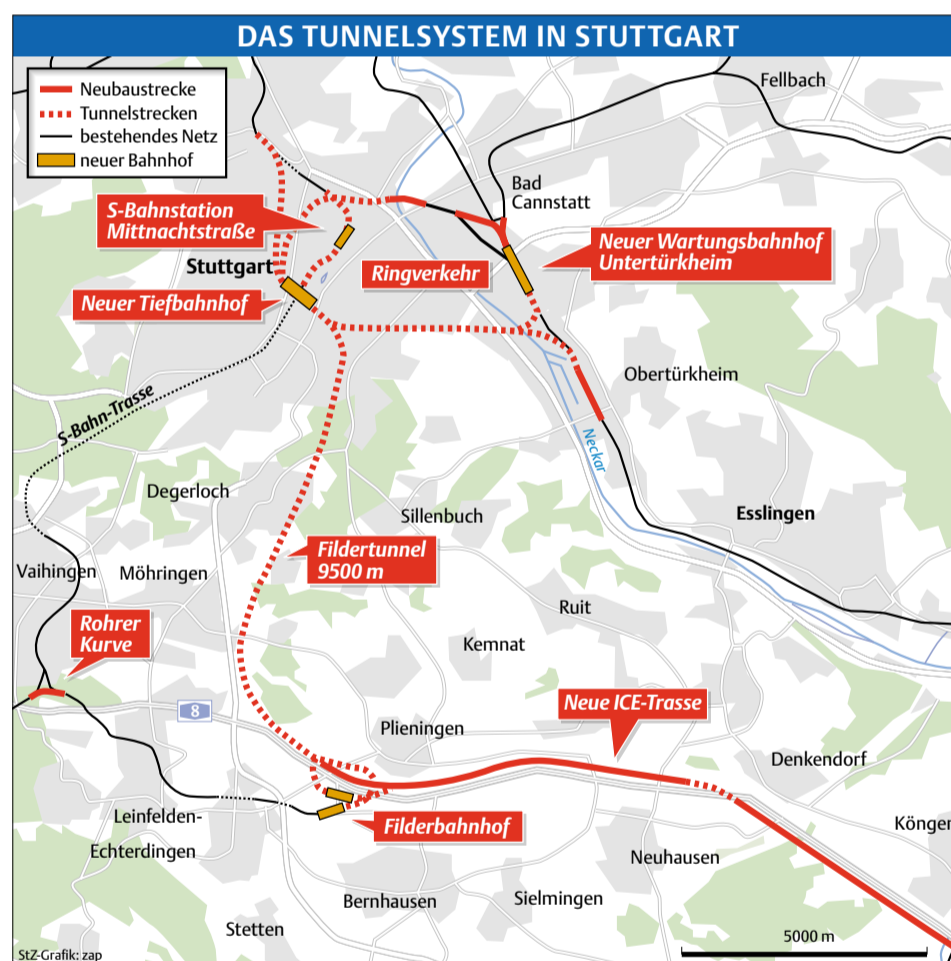 DAS TUNNELSYSTEM IN STUTTGART
Neubaustrecke
Tunnelstrecken
bestehendes Netz
neuer Bahnhof
Fellbach
Bad
Cannstatt
S-Bahnstation
Mittnachtstraße
Neuer Wartungsbahnhof
Untertürkheim
Stuttgart
Ringverkehr
Neuer Tiefbahnhof
Obertürkheim
S-Bahn-Trasse
Neckar
Degerloch
Sillenbuch
Esslingen
Fildertunnel
9500 m
Vaihingen
Möhringen
Ruit
Rohrer
Kurve
Kemnat
Neue ICE-Trasse
8
Plieningen
Denkendorf
Leinfelden-
Echterdingen
Filderbahnhof
Köngen
Neuhausen
Bernhausen
Sielmingen
Stetten
5000 m
StZ-Grafik: zap